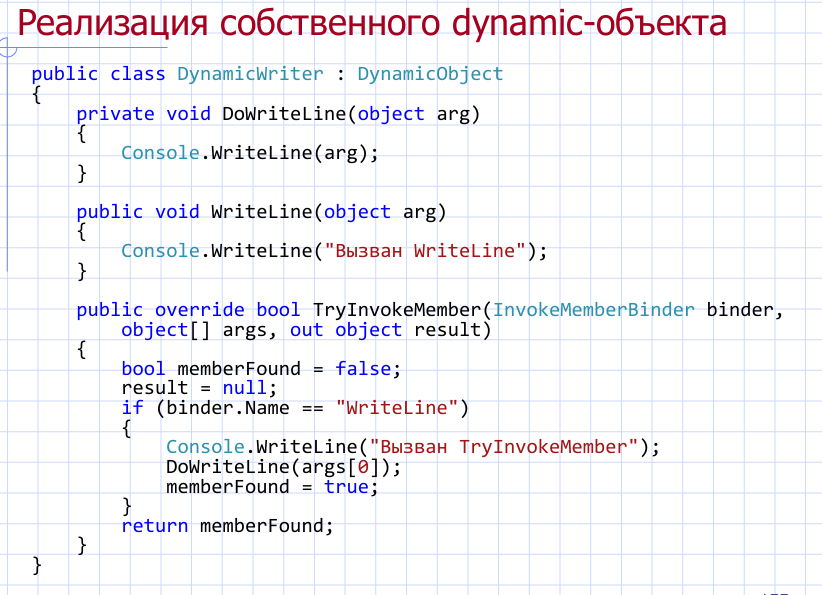 Реализация собственного dynamic-объекта
public class DynamicWriter : DynamicObject
{
    private void DoWriteLine(object arg)
    {
        Console.WriteLine(arg);
    }

    public void WriteLine(object arg)
    {
        Console.WriteLine("Вызван WriteLine");
    }

    public override bool TryInvokeMember(InvokeMemberBinder binder,
        object[] args, out object result)
    {
        bool memberFound = false;
        result = null;
        if (binder.Name == "WriteLine")
        {
            Console.WriteLine("Вызван TryInvokeMember");
            DoWriteLine(args[0]);
            memberFound = true;
        }
        return memberFound;
    }
}